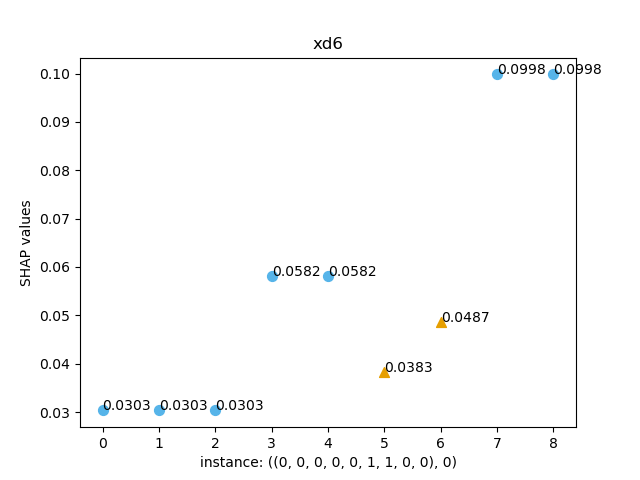 xd6
0.10
0.09
0.08
0.07
0.06
0.05
0.04
0.03
SHAP values
0.0998 0.0998
0.0582 0.0582
0.0487
0.0383
0.0303 0.0303 0.0303
0 1 2 3 4 5 6 7 8
instance: ((0, 0, 0, 0, 0, 1, 1, 0, 0), 0)